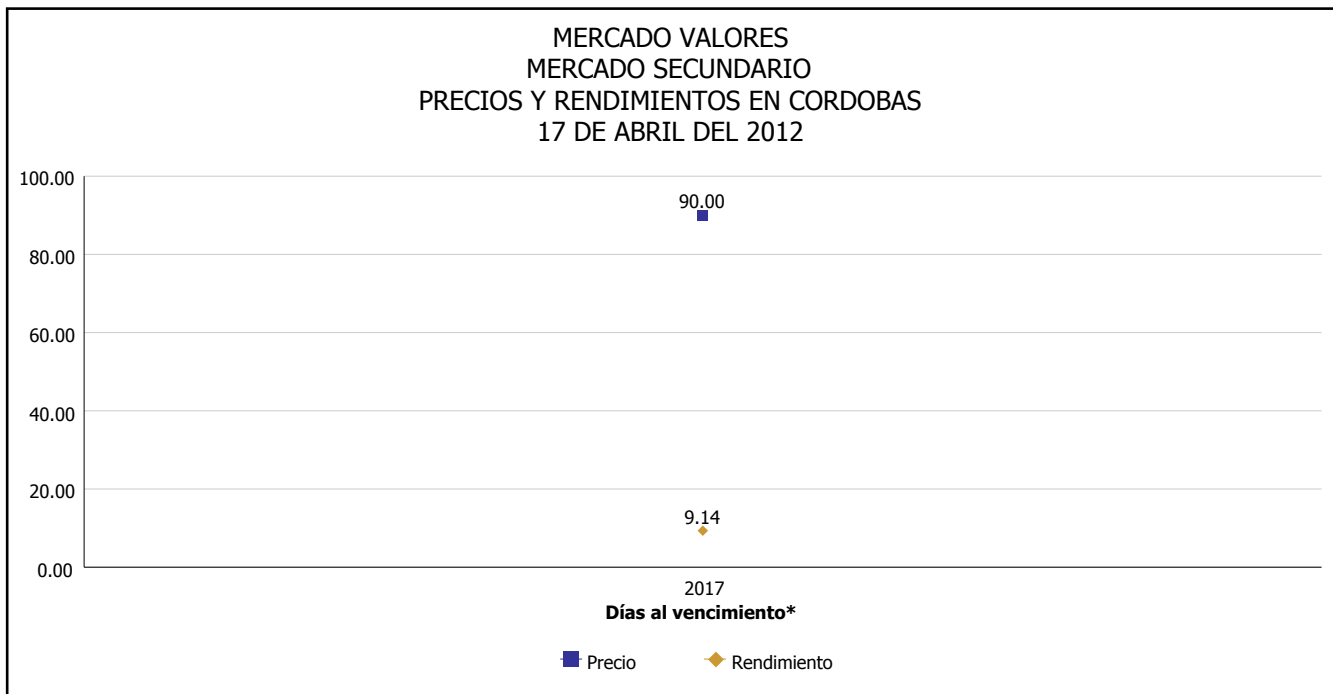 MERCADO VALORES
MERCADO SECUNDARIO
PRECIOS Y RENDIMIENTOS EN CORDOBAS
17 DE ABRIL DEL 2012
100.00
90.00
80.00
60.00
40.00
20.00
9.14
0.00
2017
Días al vencimiento*
Precio Rendimiento